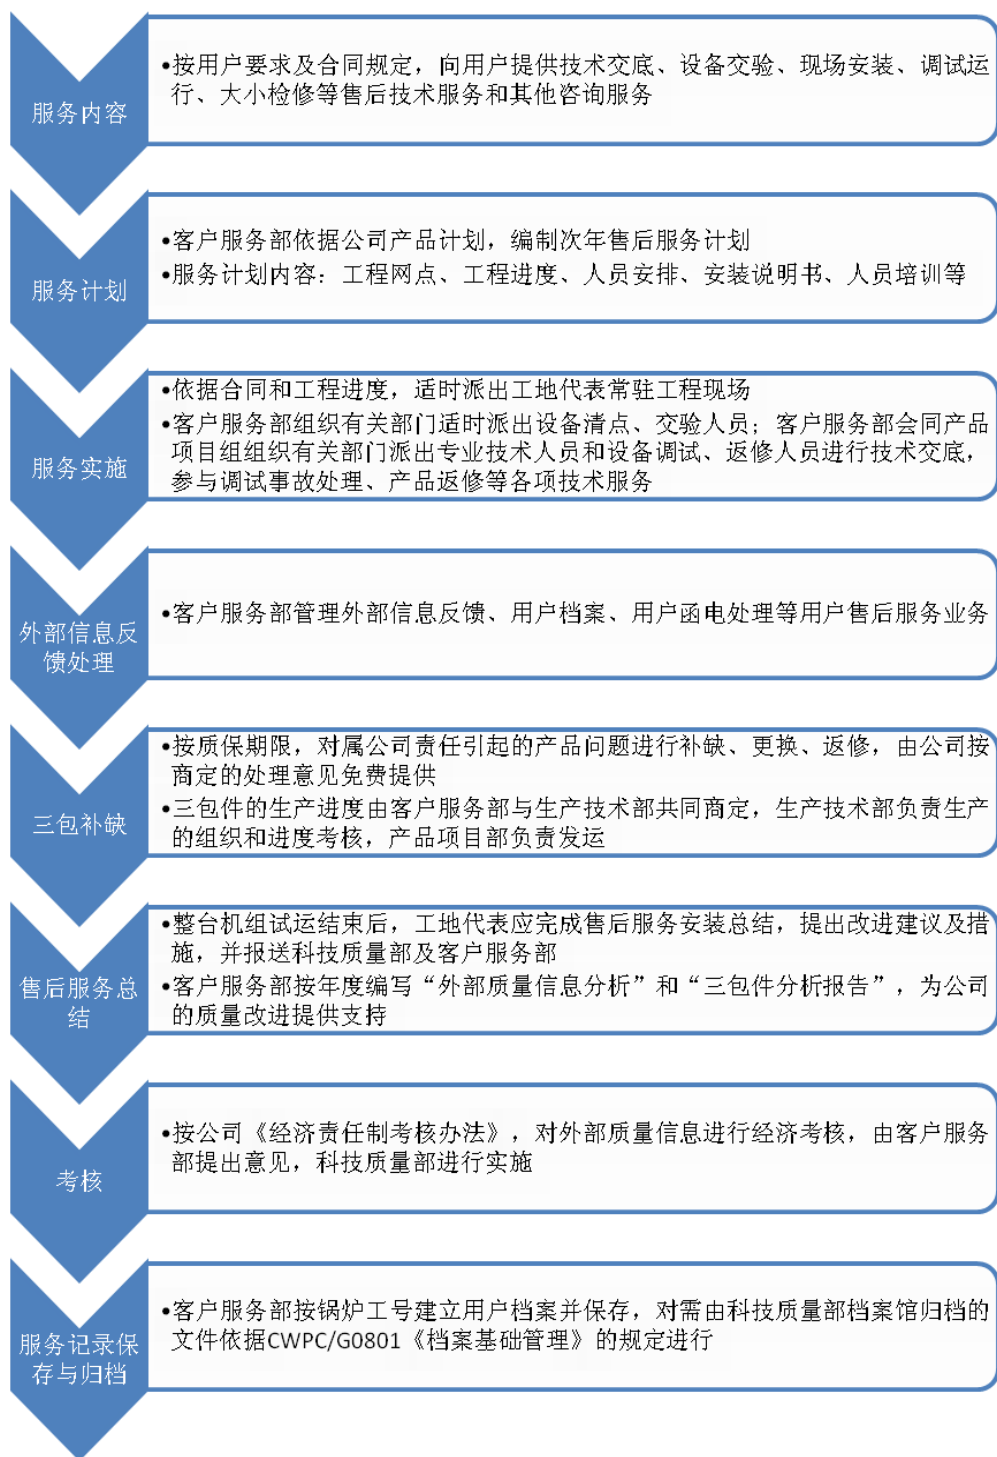 服务内容
•按用户要求及合同规定，向用户提供技术交底、设备交验、现场安装、调试运
行、大小检修等售后技术服务和其他咨询服务
服务计划
•客户服务部依据公司产品计划，编制次年售后服务计划
•服务计划内容：工程网点、工程进度、人员安排、安装说明书、人员培训等
服务实施
•依据合同和工程进度，适时派出工地代表常驻工程现场
•客户服务部组织有关部门适时派出设备清点、交验人员；客户服务部会同产品
项目组组织有关部门派出专业技术人员和设备调试、返修人员进行技术交底，
参与调试事故处理、产品返修等各项技术服务
外部信息反
馈处理
•客户服务部管理外部信息反馈、用户档案、用户函电处理等用户售后服务业务
三包补缺
•按质保期限，对属公司责任引起的产品问题进行补缺、更换、返修，由公司按
商定的处理意见免费提供
•三包件的生产进度由客户服务部与生产技术部共同商定，生产技术部负责生产
的组织和进度考核，产品项目部负责发运
售后服务总
结
•整台机组试运结束后，工地代表应完成售后服务安装总结，提出改进建议及措
施，并报送科技质量部及客户服务部
•客户服务部按年度编写“外部质量信息分析”和“三包件分析报告”，为公司
的质量改进提供支持
考核
•按公司《经济责任制考核办法》，对外部质量信息进行经济考核，由客户服务
部提出意见，科技质量部进行实施
服务记录保
存与归档
•客户服务部按锅炉工号建立用户档案并保存，对需由科技质量部档案馆归档的
文件依据CWPC/G0801《档案基础管理》的规定进行